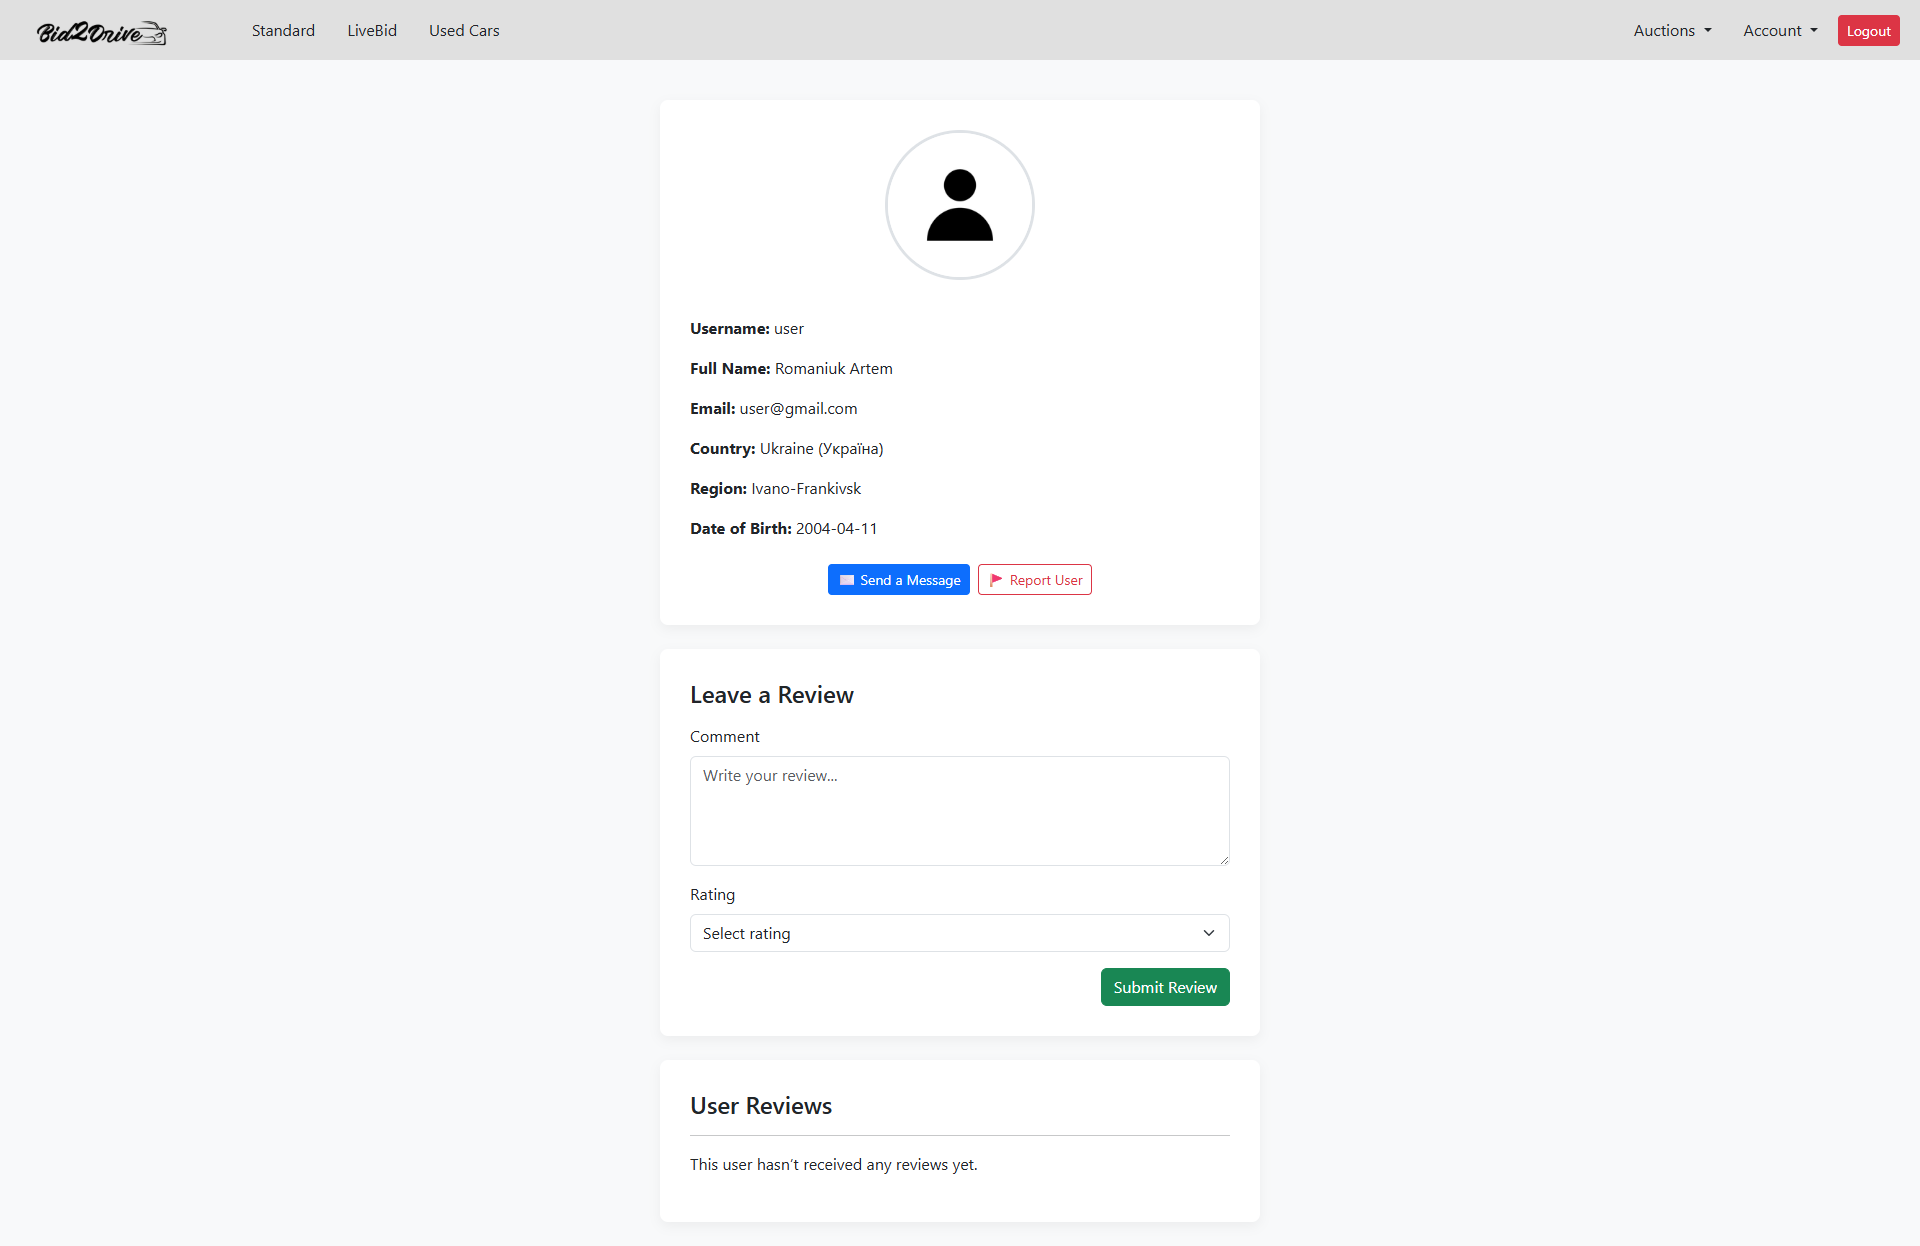 Bid2Drive
Standard
LiveBid
Used Cars
Auctions
Account
Logout
Username: user
Full Name: Romaniuk Artem
Email: user@gmail.com
Country: Ukraine (Україна)
Region: Ivano-Frankivsk
Date of Birth: 2004-04-11
Send a Message
Report User
Leave a Review
Comment
Write your review...
Rating
Select rating
Submit Review
User Reviews
This user hasn’t received any reviews yet.